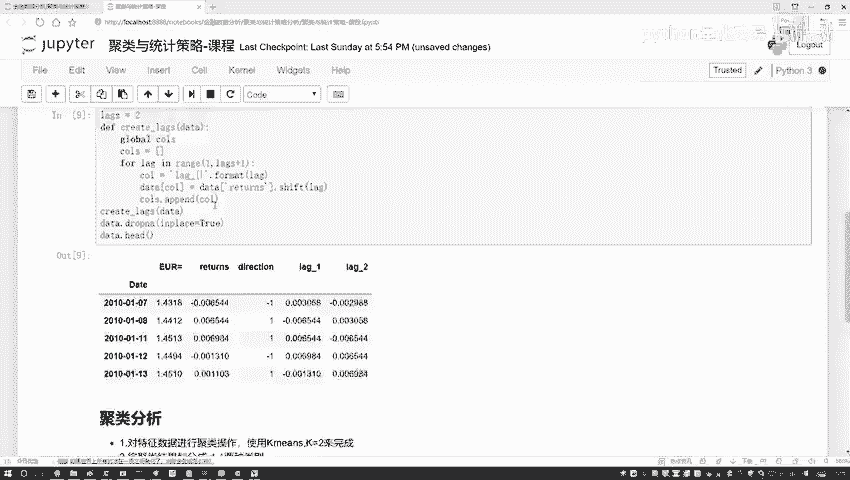 http://localhost:8888/notebooks/
jupyter 聚类与统计策略-课程 Last Checkpoint: Last Sunday at 5:54 PM (unsaved changes)
Logout
File Edit View Insert Cell Kernel Widgets Help
Trusted Python 3
Code
In [9]: lags = 2
def create_lags(data):
global cols
cols = []
for lag in range(1,lags+1):
col = 'lag_{}'.format(lag)
data[col] = data['returns'].shift(lag)
cols.append(col)
create_lags(data)
data.dropna(inplace=True)
data.head()
Out[9]:
EUR= returns direction lag_1 lag_2
Date
2010-01-07 1.4318 -0.006544 -1 0.003058 -0.002988
2010-01-08 1.4412 0.006544 1 -0.006544 0.003058
2010-01-11 1.4513 0.006984 1 0.006544 -0.006544
2010-01-12 1.4494 -0.001310 -1 0.006984 0.006544
2010-01-13 1.4510 0.001103 1 -0.001310 0.006984
聚类分析
• 1.对特征数据进行聚类操作，使用Kmeans,K=2来完成